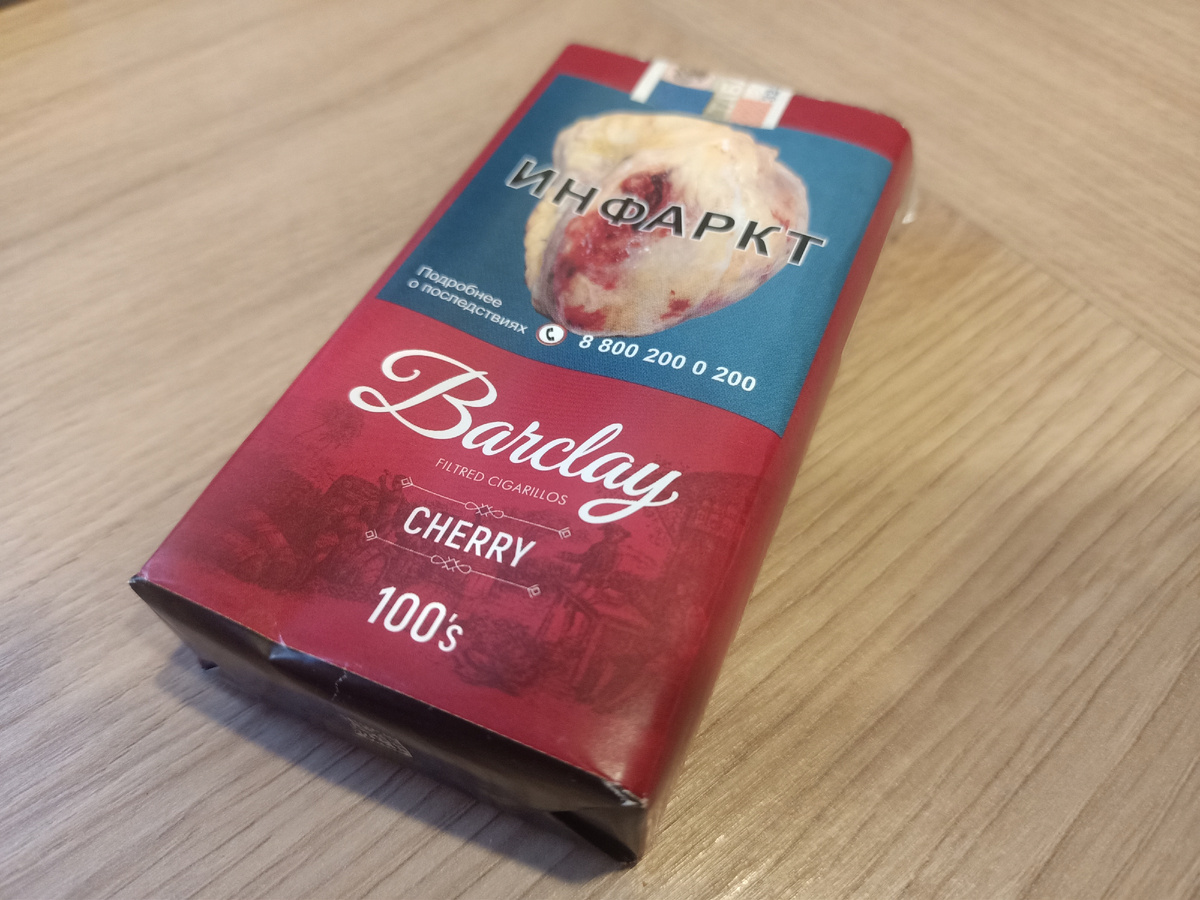 ИНФАРКТ
Подробнее
о последствиях
8 800 200 0 200
Barclay
FILTRED CIGARILLOS
CHERRY
100's